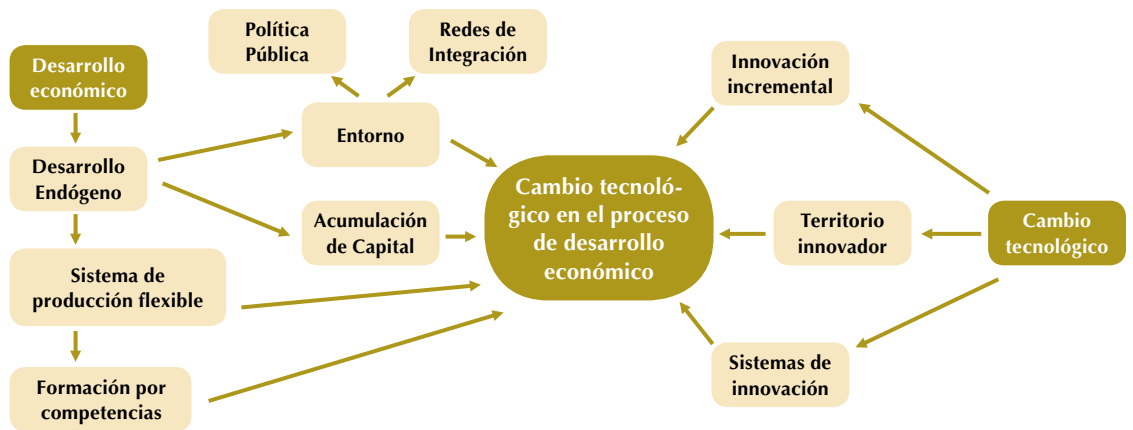 Política
Pública
Redes de
Integración
Desarrollo
económico
Innovación
incremental
Entorno
Desarrollo
Endógeno
Cambio tecnoló-
gico en el proceso
de desarrollo
económico
Acumulación
de Capital
Territorio
innovador
Cambio
tecnológico
Sistema de
producción flexible
Sistemas de
innovación
Formación por
competencias